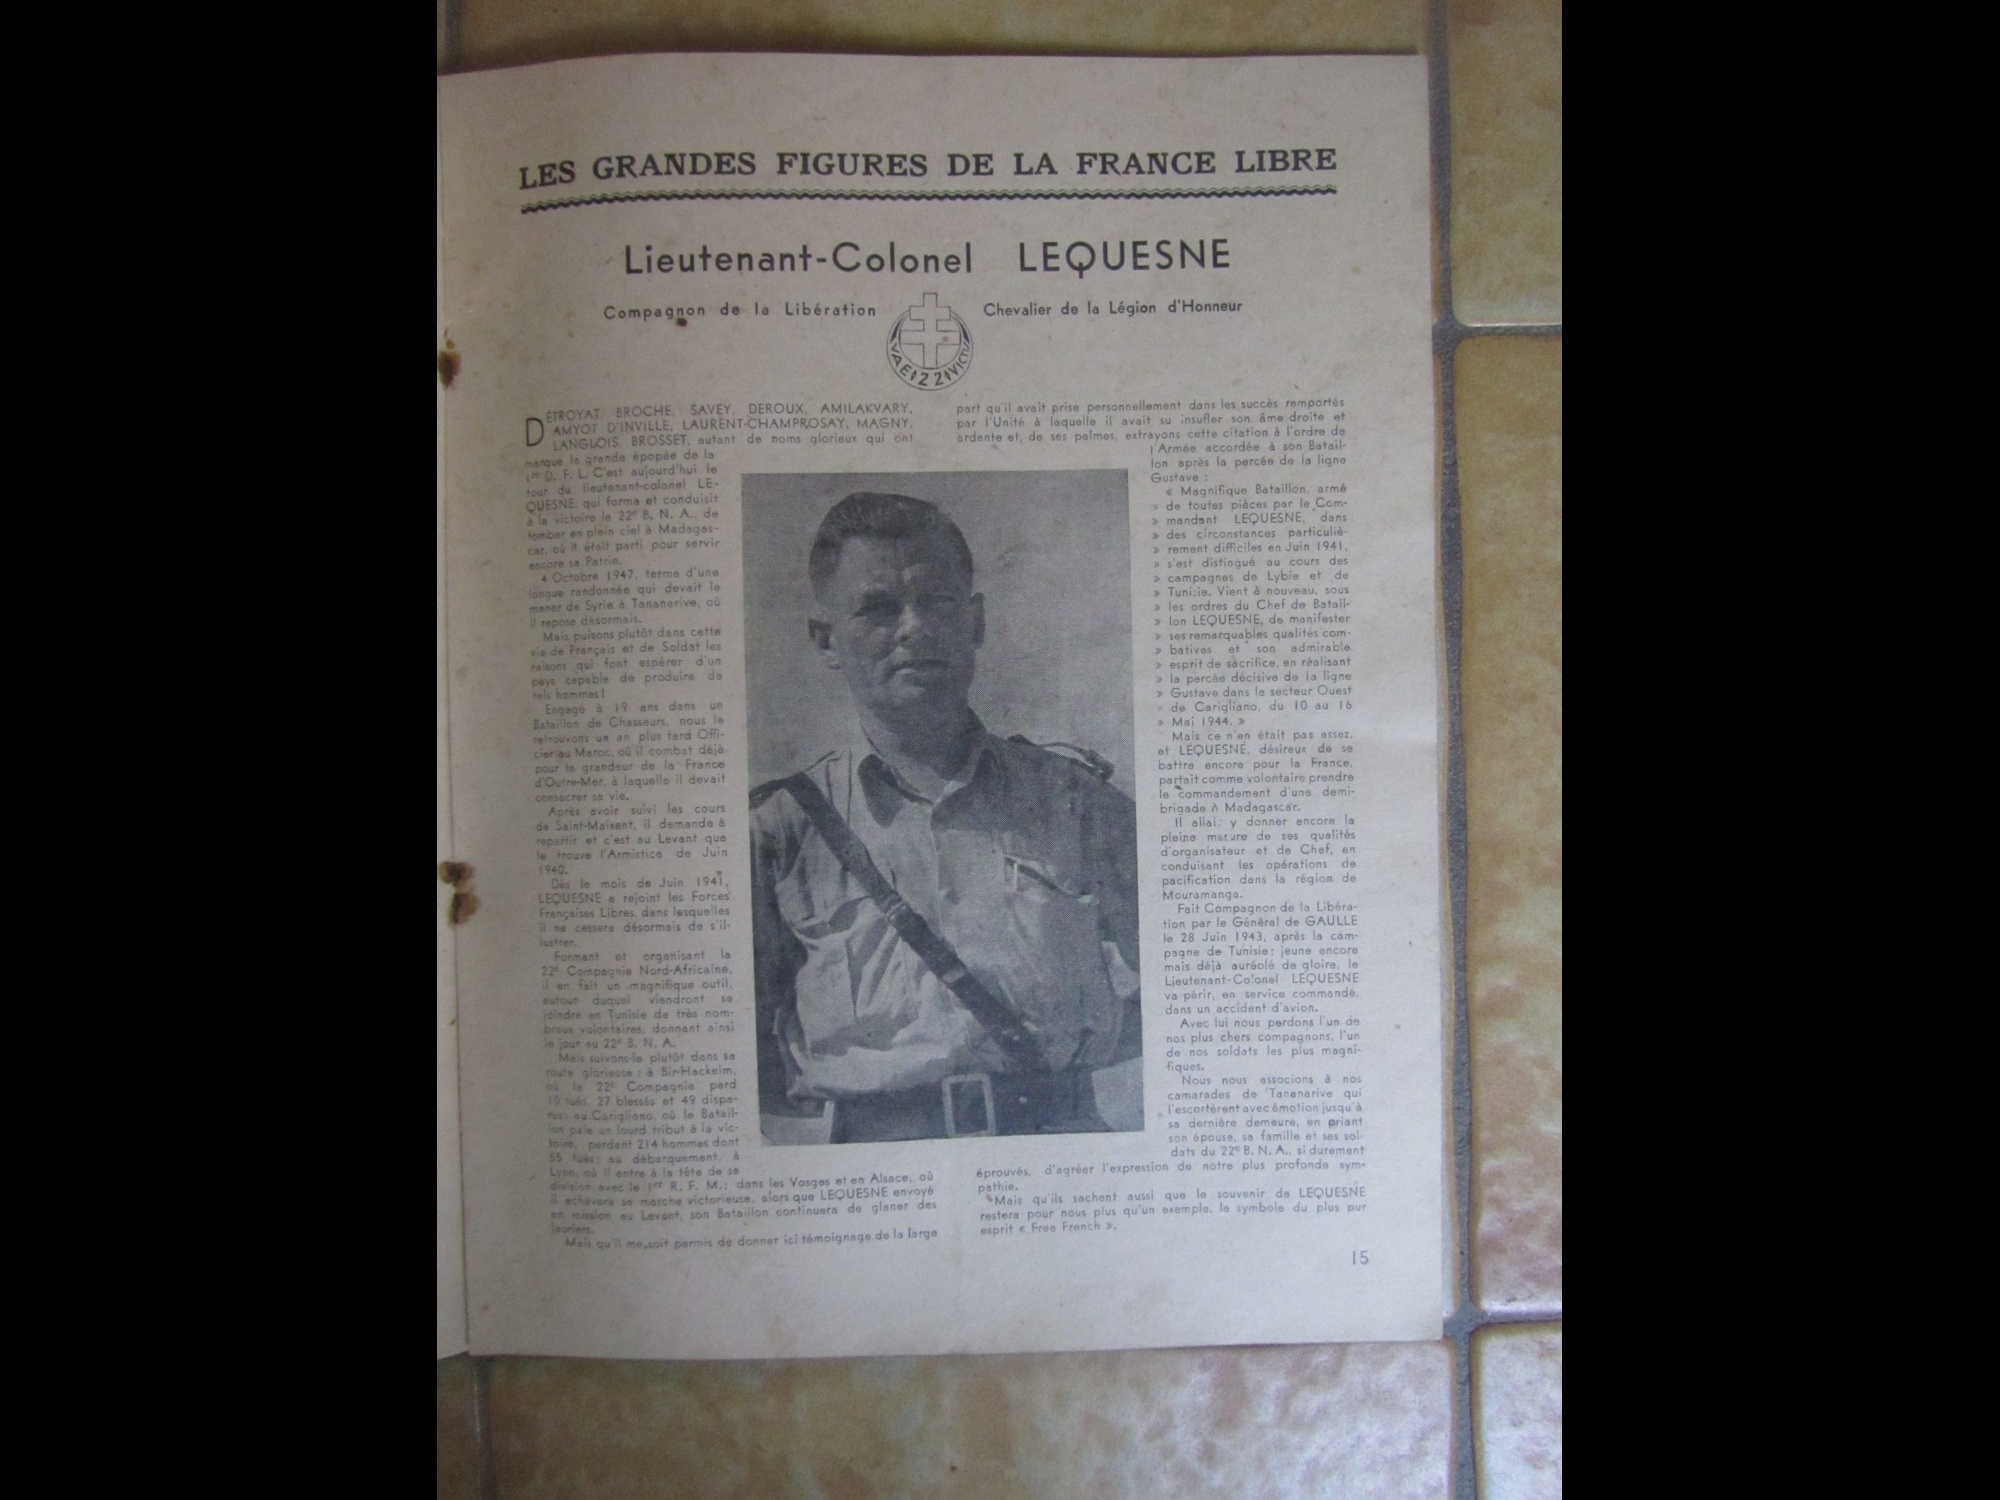 LES GRANDES FIGURES DE LA FRANCE LIBRE
Lieutenant-Colonel LEQUESNE
Compagnon de la Libération
Chevalier de la Légion d'Honneur
VAE 22 VICTIS
DÉTROYAT, BROCHE, SAVEY, DEROUX, AMILAKVARY,
AMYOT D'INVILLE, LAURENT-CHAMPROSAY, MAGNY,
LANGLOIS, BROSSET, autant de noms glorieux qui ont
marqué la grande épopée de la
1re D. F. L. C'est aujourd'hui le
tour du lieutenant-colonel LE-
QUESNE, qui forma et conduisit
à la victoire le 22e B. N. A., de
tomber en plein ciel à Madagas-
car, où il était parti pour servir
encore sa Patrie.
4 Octobre 1947, terme d'une
longue randonnée qui devait le
mener de Syrie à Tananarive, où
il repose désormais.
Mais puisons plutôt dans cette
vie de Français et de Soldat les
raisons qui font espérer d'un
pays capable de produire de
tels hommes !
Engagé à 19 ans dans un
Bataillon de Chasseurs, nous le
retrouvons un an plus tard Offi-
cier au Maroc, où il combat déjà
pour la grandeur de la France
d'Outre-Mer, à laquelle il devait
consacrer sa vie.
Après avoir suivi les cours
de Saint-Maixent, il demande à
repartir et c'est au Levant que
le trouve l'Armistice de Juin
1940.
Dès le mois de Juin 1941,
LEQUESNE a rejoint les Forces
Françaises Libres, dans lesquelles
il ne cessera désormais de s'il-
lustrer.
Formant et organisant la
22e Compagnie Nord-Africaine,
il en fait un magnifique outil,
autour duquel viendront se
joindre en Tunisie de très nom-
breux volontaires, donnant ainsi
le jour au 22e B. N. A.
Mais suivons-le plutôt dans sa
route glorieuse : à Bir-Hackeim,
où la 22e Compagnie perd
10 tués, 27 blessés et 49 dispa-
rus; au Carigliano, où le Batail-
lon paie un lourd tribut à la vic-
toire, perdant 214 hommes dont
55 tués; au débarquement, à
Lyon, où il entre à la tête de sa
division avec le 1er R. F. M.; dans les Vosges et en Alsace, où
il achèvera sa marche victorieuse, alors que LEQUESNE envoyé
en mission au Levant, son Bataillon continuera de glaner des
lauriers.
Mais qu'il me soit permis de donner ici témoignage de la large
part qu'il avait prise personnellement dans les succès remportés
par l'Unité à laquelle il avait su insufler son âme droite et
ardente et, de ses palmes, extrayons cette citation à l'ordre de
l'Armée accordée à son Batail-
lon après la percée de la ligne
Gustave :
« Magnifique Bataillon, armé
» de toutes pièces par le Com-
» mandant LEQUESNE, dans
» des circonstances particuliè-
» rement difficiles en Juin 1941,
» s'est distingué au cours des
» campagnes de Lybie et de
» Tunisie. Vient à nouveau, sous
» les ordres du Chef de Batail-
» lon LEQUESNE, de manifester
» ses remarquables qualités com-
» batives et son admirable
» esprit de sacrifice, en réalisant
» la percée décisive de la ligne
» Gustave dans le secteur Ouest
» de Carigliano, du 10 au 16
» Mai 1944. »
Mais ce n'en était pas assez,
et LEQUESNE, désireux de se
battre encore pour la France,
partait comme volontaire prendre
le commandement d'une demi-
brigade à Madagascar.
Il allait y donner encore la
pleine mesure de ses qualités
d'organisateur et de Chef, en
conduisant les opérations de
pacification dans la région de
Mouramanga.
Fait Compagnon de la Libéra-
tion par le Général de GAULLE
le 28 Juin 1943, après la cam-
pagne de Tunisie; jeune encore
mais déjà auréolé de gloire, le
Lieutenant-Colonel LEQUESNE
va périr, en service commandé,
dans un accident d'avion.
Avec lui nous perdons l'un de
nos plus chers compagnons, l'un
de nos soldats les plus magni-
fiques.
Nous nous associons à nos
camarades de Tananarive qui
l'escortèrent avec émotion jusqu'à
sa dernière demeure, en priant
son épouse, sa famille et ses sol-
dats du 22e B. N. A., si durement
éprouvés, d'agréer l'expression de notre plus profonde sym-
pathie.
Mais qu'ils sachent aussi que le souvenir de LEQUESNE
restera pour nous plus qu'un exemple, le symbole du plus pur
esprit « Free French ».
15